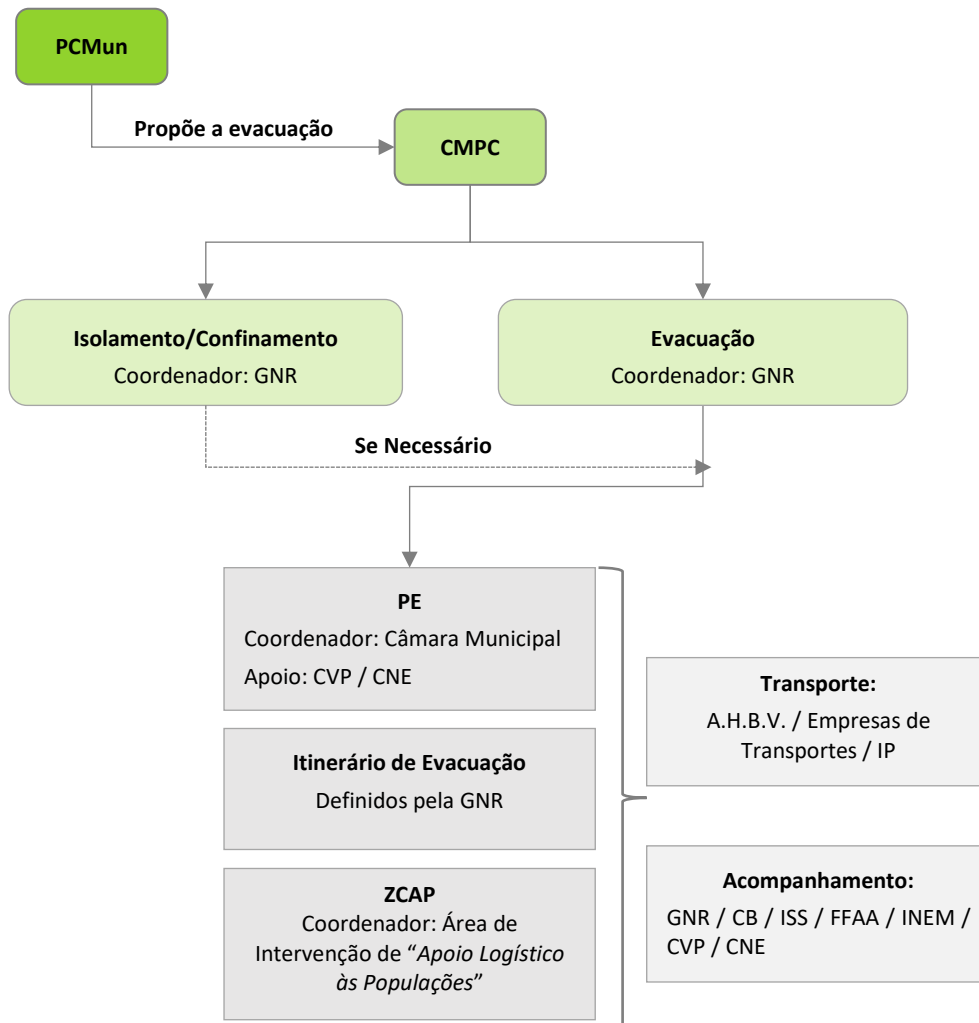 PCMun
Propõe a evacuação
CMPC
Isolamento/Confinamento
Coordenador: GNR
Evacuação
Coordenador: GNR
Se Necessário
PE
Coordenador: Câmara Municipal
Apoio: CVP / CNE
Transporte:
A.H.B.V. / Empresas de
Transportes / IP
Itinerário de Evacuação
Definidos pela GNR
ZCAP
Coordenador: Área de
Intervenção de “Apoio Logístico
às Populações”
Acompanhamento:
GNR / CB / ISS / FFAA / INEM /
CVP / CNE